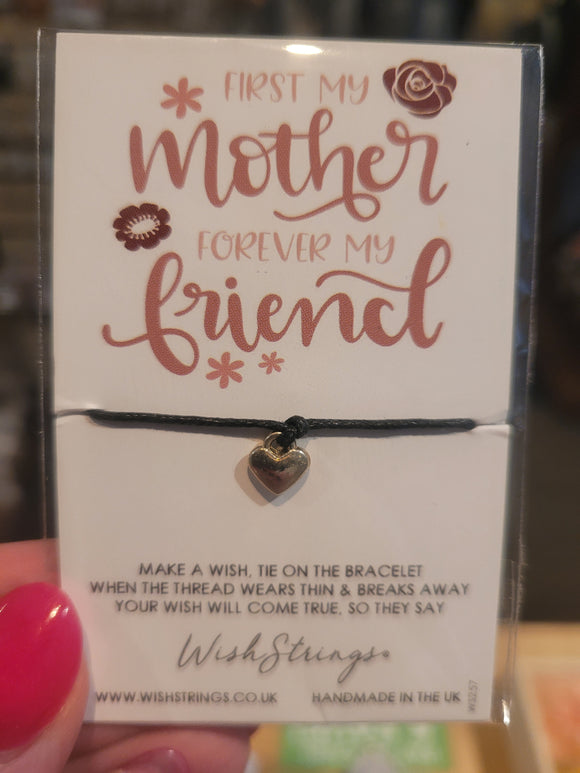 FIRST MY
Mother
FOREVER MY
friend
MAKE A WISH, TIE ON THE BRACELET
WHEN THE THREAD WEARS THIN & BREAKS AWAY
YOUR WISH WILL COME TRUE, SO THEY SAY
WishStrings®
WWW.WISHSTRINGS.CO.UK HANDMADE IN THE UK
WS257